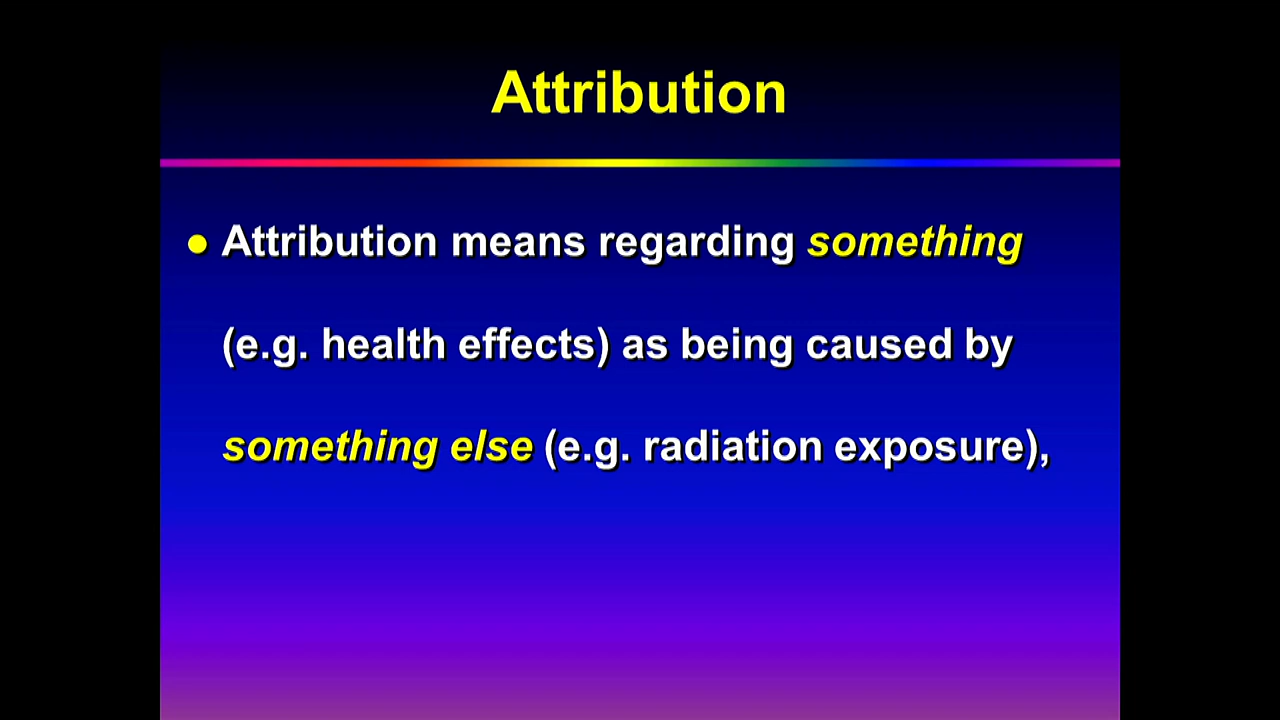 Attribution
● Attribution means regarding something
(e.g. health effects) as being caused by
something else (e.g. radiation exposure),